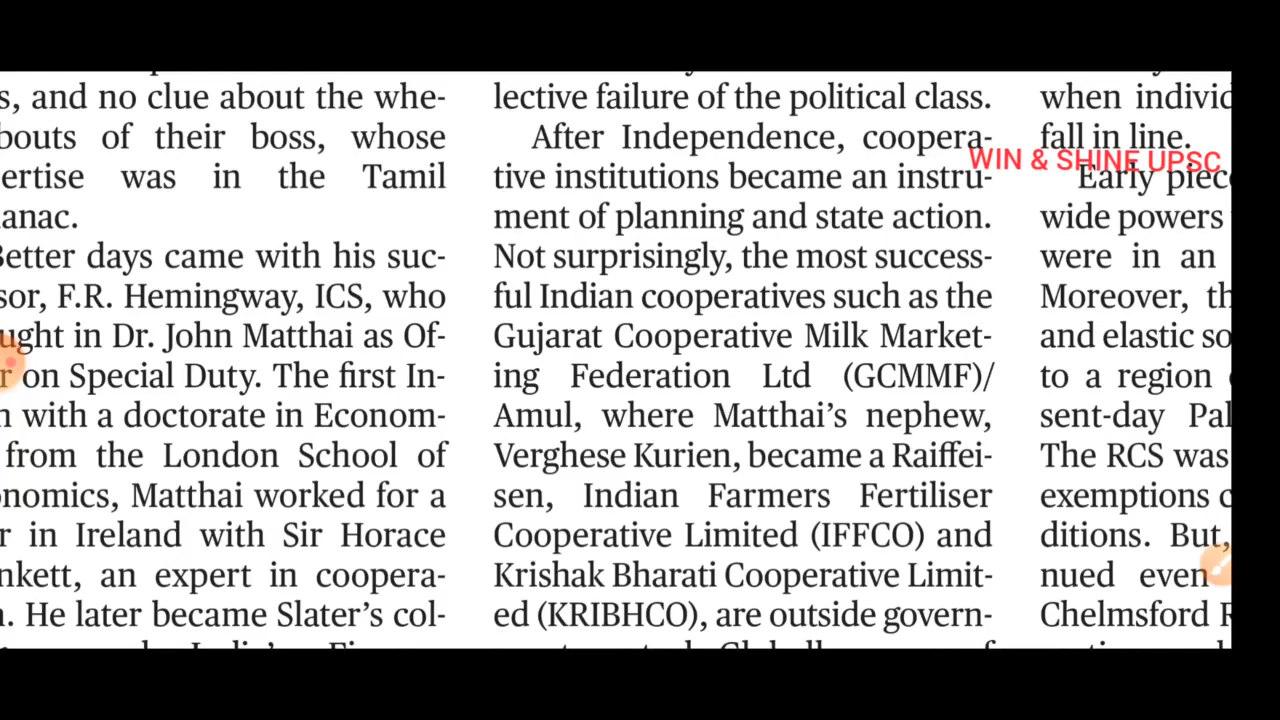 s, and no clue about the whe-
bouts of their boss, whose
ertise was in the Tamil
anac.
Better days came with his suc-
sor, F.R. Hemingway, ICS, who
ught in Dr. John Matthai as Of-
r on Special Duty. The first In-
n with a doctorate in Econom-
from the London School of
onomics, Matthai worked for a
r in Ireland with Sir Horace
nkett, an expert in coopera-
n. He later became Slater's col-
lective failure of the political class.
After Independence, coopera-
tive institutions became an instru-
ment of planning and state action.
Not surprisingly, the most success-
ful Indian cooperatives such as the
Gujarat Cooperative Milk Market-
ing Federation Ltd (GCMMF)/
Amul, where Matthai's nephew,
Verghese Kurien, became a Raiffei-
sen, Indian Farmers Fertiliser
Cooperative Limited (IFFCO) and
Krishak Bharati Cooperative Limit-
ed (KRIBHCO), are outside govern-
when individ
fall in line.
WIN & SHINE UPSC
Early piec
wide powers
were in an
Moreover, th
and elastic so
to a region
sent-day Pal
The RCS was
exemptions c
ditions. But,
nued even
Chelmsford R